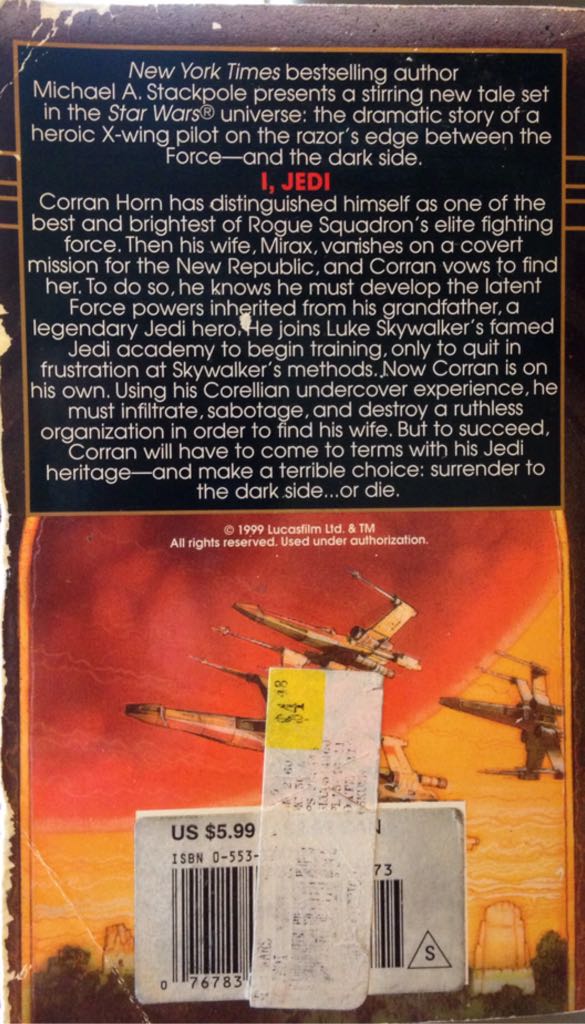 New York Times bestselling author
Michael A. Stackpole presents a stirring new tale set
in the Star Wars® universe: the dramatic story of a
heroic X-wing pilot on the razor's edge between the
Force—and the dark side.
I, JEDI
Corran Horn has distinguished himself as one of the
best and brightest of Rogue Squadron's elite fighting
force. Then his wife, Mirax, vanishes on a covert
mission for the New Republic, and Corran vows to find
her. To do so, he knows he must develop the latent
Force powers inherited from his grandfather, a
legendary Jedi hero. He joins Luke Skywalker's famed
Jedi academy to begin training, only to quit in
frustration at Skywalker's methods. Now Corran is on
his own. Using his Corellian undercover experience, he
must infiltrate, sabotage, and destroy a ruthless
organization in order to find his wife. But to succeed,
Corran will have to come to terms with his Jedi
heritage—and make a terrible choice: surrender to
the dark side...or die.
© 1999 Lucasfilm Ltd. & TM
All rights reserved. Used under authorization.
$4 48
US $5.99 N
ISBN 0-553- 73
S
0 76783